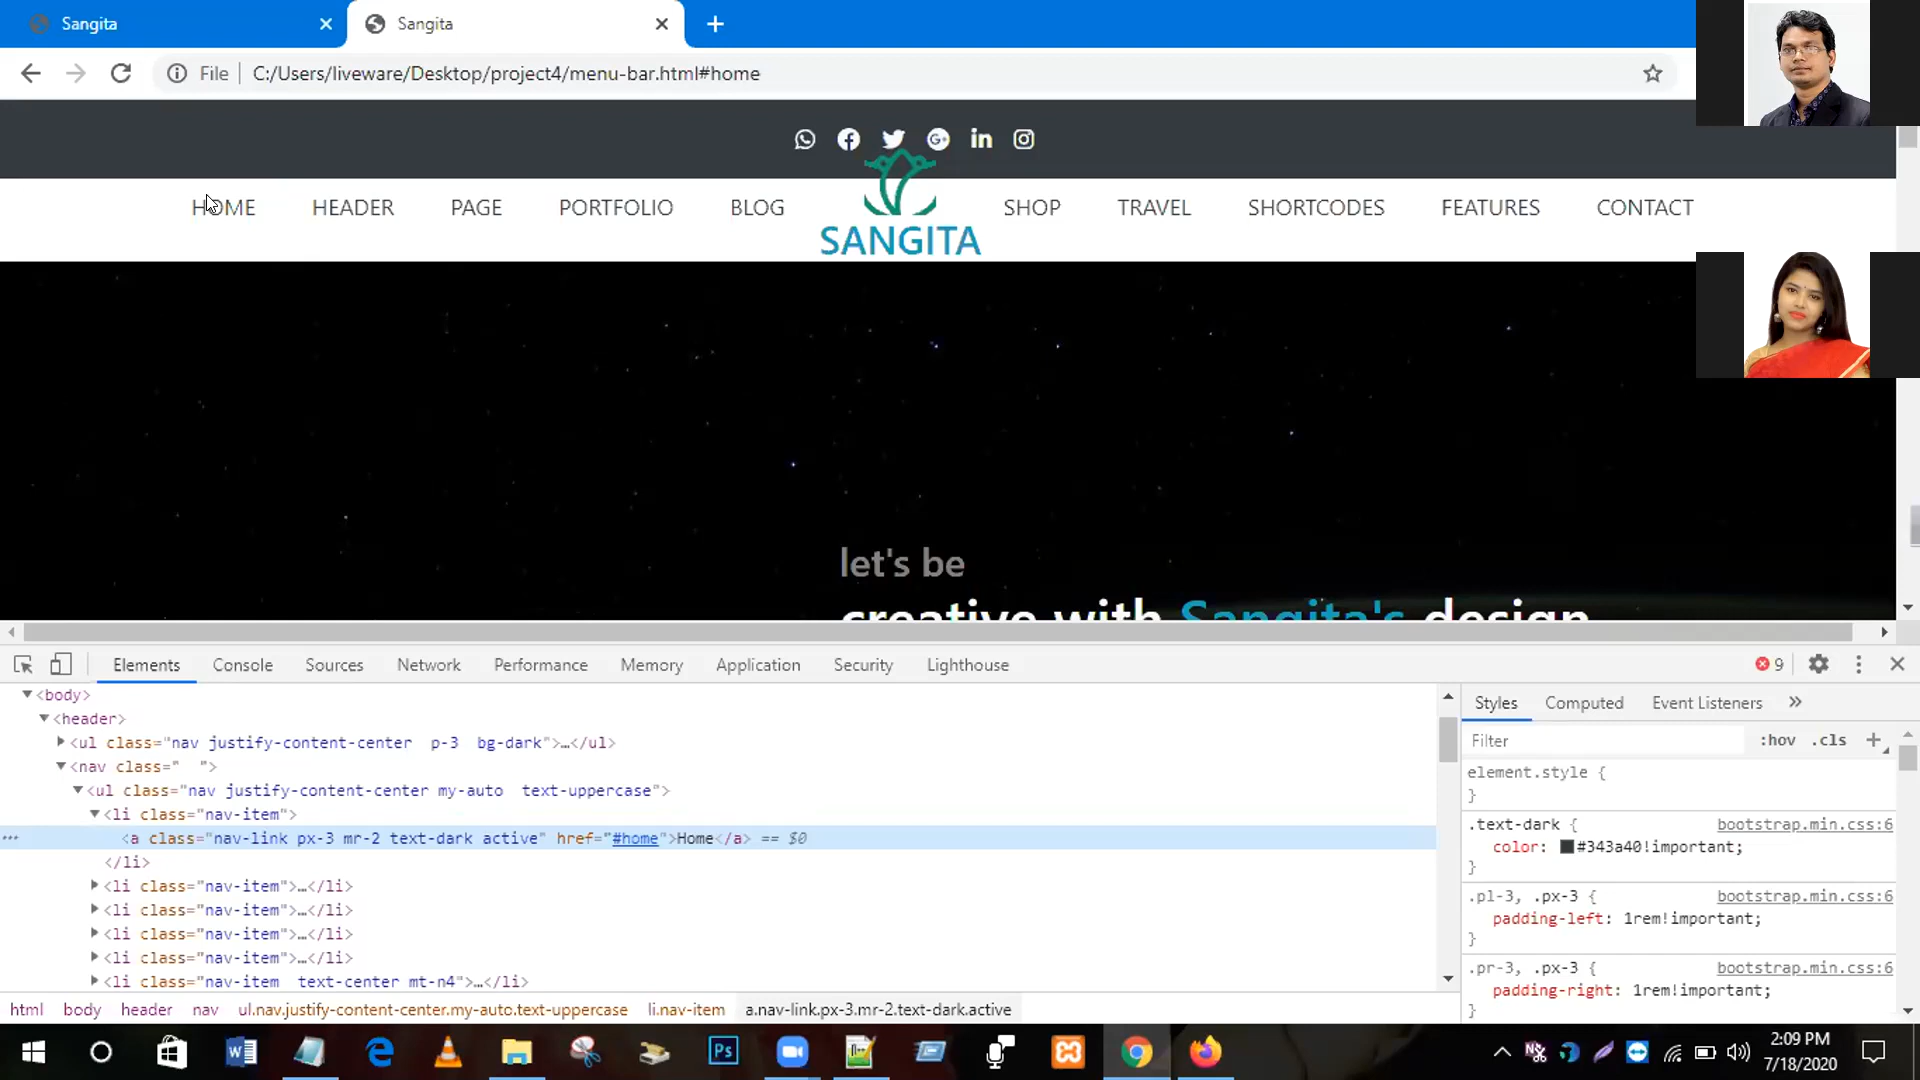 Sangita
Sangita
File C:/Users/liveware/Desktop/project4/menu-bar.html#home
HOME HEADER PAGE PORTFOLIO BLOG SANGITA SHOP TRAVEL SHORTCODES FEATURES CONTACT
let's be
creative with Sangita's design
Elements Console Sources Network Performance Memory Application Security Lighthouse 9
<body>
<header>
<ul class="nav justify-content-center  p-3  bg-dark">…</ul>
<nav class="  ">
<ul class="nav justify-content-center my-auto  text-uppercase">
<li class="nav-item">
<a class="nav-link px-3 mr-2 text-dark active" href="#home">Home</a> == $0
</li>
<li class="nav-item">…</li>
<li class="nav-item">…</li>
<li class="nav-item">…</li>
<li class="nav-item">…</li>
<li class="nav-item  text-center mt-n4">…</li>
html body header nav ul.nav.justify-content-center.my-auto.text-uppercase li.nav-item a.nav-link.px-3.mr-2.text-dark.active
Styles Computed Event Listeners »
Filter :hov .cls +
element.style {
}
.text-dark { bootstrap.min.css:6
color: #343a40!important;
}
.pl-3, .px-3 { bootstrap.min.css:6
padding-left: 1rem!important;
}
.pr-3, .px-3 { bootstrap.min.css:6
padding-right: 1rem!important;
}
2:09 PM
7/18/2020